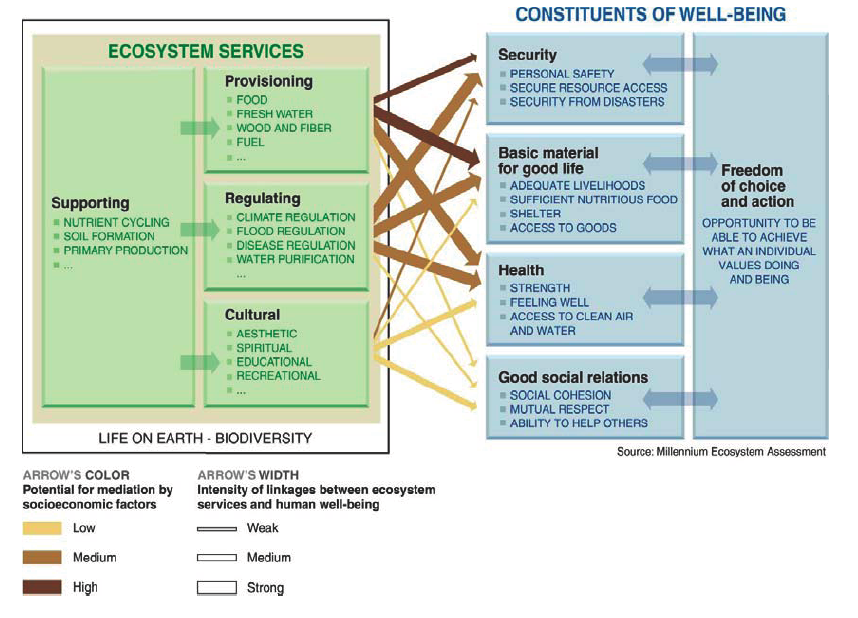 CONSTITUENTS OF WELL-BEING
ECOSYSTEM SERVICES
Supporting
NUTRIENT CYCLING
SOIL FORMATION
PRIMARY PRODUCTION
...
Provisioning
FOOD
FRESH WATER
WOOD AND FIBER
FUEL
...
Regulating
CLIMATE REGULATION
FLOOD REGULATION
DISEASE REGULATION
WATER PURIFICATION
...
Cultural
AESTHETIC
SPIRITUAL
EDUCATIONAL
RECREATIONAL
...
LIFE ON EARTH - BIODIVERSITY
Security
PERSONAL SAFETY
SECURE RESOURCE ACCESS
SECURITY FROM DISASTERS
Basic material
for good life
ADEQUATE LIVELIHOODS
SUFFICIENT NUTRITIOUS FOOD
SHELTER
ACCESS TO GOODS
Health
STRENGTH
FEELING WELL
ACCESS TO CLEAN AIR
AND WATER
Good social relations
SOCIAL COHESION
MUTUAL RESPECT
ABILITY TO HELP OTHERS
Freedom
of choice
and action
OPPORTUNITY TO BE
ABLE TO ACHIEVE
WHAT AN INDIVIDUAL
VALUES DOING
AND BEING
Source: Millennium Ecosystem Assessment
ARROW'S COLOR
Potential for mediation by
socioeconomic factors
Low
Medium
High
ARROW'S WIDTH
Intensity of linkages between ecosystem
services and human well-being
Weak
Medium
Strong